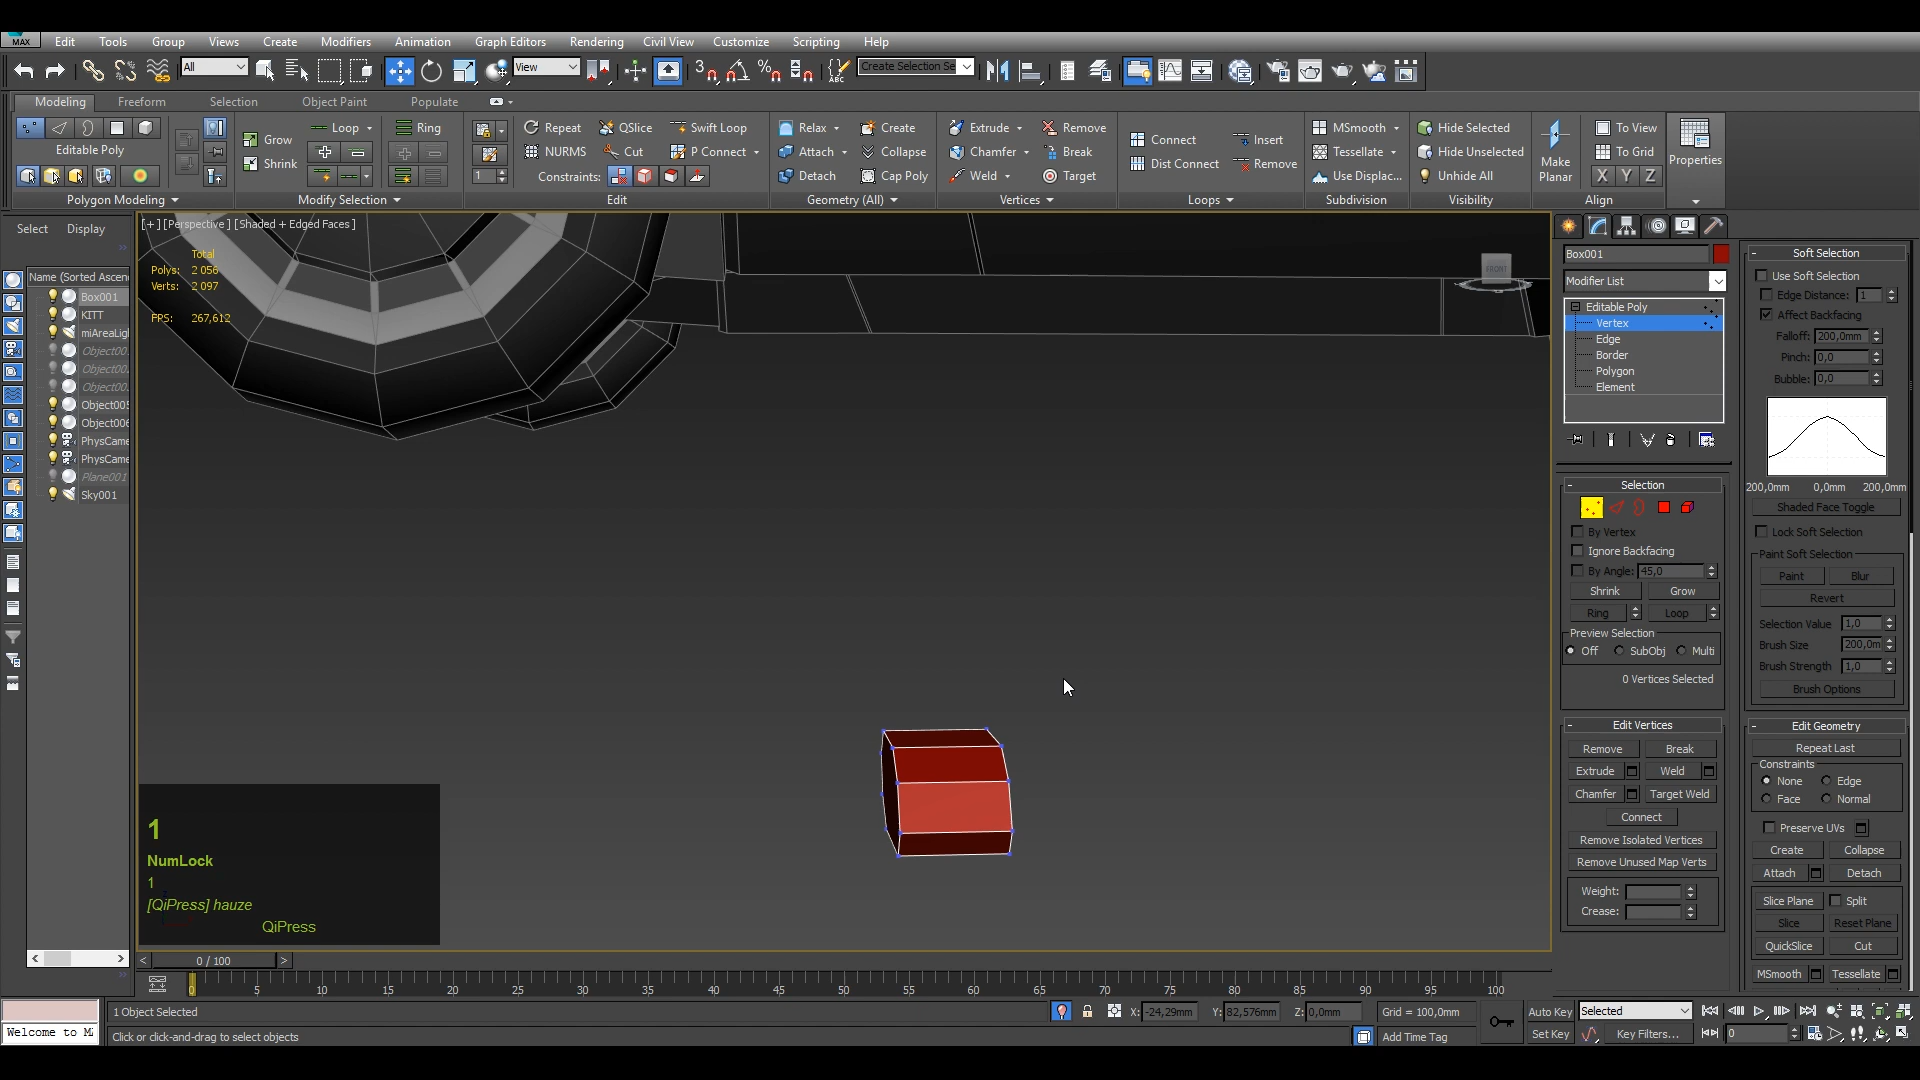 MAX
Edit Tools Group Views Create Modifiers Animation Graph Editors Rendering Civil View Customize Scripting Help
All
View
3
ABC
Create Selection Se
Modeling Freeform Selection Object Paint Populate
Editable Poly
Polygon Modeling
Grow
Shrink
Loop
Ring
Modify Selection
1
Repeat QSlice Swift Loop
NURMS Cut P Connect
Constraints:
Edit
Relax Create
Attach Collapse
Detach Cap Poly
Geometry (All)
Extrude Remove
Chamfer Break
Weld Target
Vertices
Connect Insert
Dist Connect Remove
Loops
MSmooth
Tessellate
Use Displac...
Subdivision
Hide Selected
Hide Unselected
Unhide All
Visibility
Make
Planar
To View
To Grid
X Y Z
Align
Properties
Select Display
Name (Sorted Ascen
Box001
KITT
miAreaLigh
Object00
Object00
Object00
Object005
Object006
PhysCame
PhysCame
Plane001
Sky001
[+] [Perspective] [Shaded + Edged Faces]
Total
Polys: 2 056
Verts: 2 097
FPS: 267,612
FRONT
1
NumLock
1
[QiPress] hauze
QiPress
Box001
Modifier List
Editable Poly
Vertex
Edge
Border
Polygon
Element
- Selection
By Vertex
Ignore Backfacing
By Angle: 45,0
Shrink Grow
Ring Loop
Preview Selection
Off SubObj Multi
0 Vertices Selected
- Edit Vertices
Remove Break
Extrude Weld
Chamfer Target Weld
Connect
Remove Isolated Vertices
Remove Unused Map Verts
Weight:
Crease:
- Soft Selection
Use Soft Selection
Edge Distance: 1
Affect Backfacing
Falloff: 200,0mm
Pinch: 0,0
Bubble: 0,0
200,0mm 0,0mm 200,0mm
Shaded Face Toggle
Lock Soft Selection
Paint Soft Selection
Paint Blur
Revert
Selection Value 1,0
Brush Size 200,0m
Brush Strength 1,0
Brush Options
- Edit Geometry
Repeat Last
Constraints
None Edge
Face Normal
Preserve UVs
Create Collapse
Attach Detach
Slice Plane Split
Slice Reset Plane
QuickSlice Cut
MSmooth Tessellate
< 0 / 100 >
0 5 10 15 20 25 30 35 40 45 50 55 60 65 70 75 80 85 90 95 100
1 Object Selected X: -24,29mm Y: 82,576mm Z: 0,0mm Grid = 100,0mm Auto Key Selected
Welcome to M Click or click-and-drag to select objects Add Time Tag Set Key Key Filters... 0